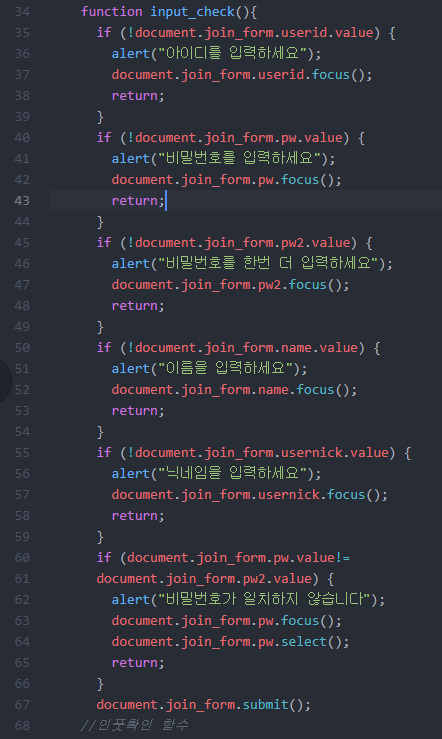 34 function input_check(){
35 if (!document.join_form.userid.value) {
36 alert("아이디를 입력하세요");
37 document.join_form.userid.focus();
38 return;
39 }
40 if (!document.join_form.pw.value) {
41 alert("비밀번호를 입력하세요");
42 document.join_form.pw.focus();
43 return;
44 }
45 if (!document.join_form.pw2.value) {
46 alert("비밀번호를 한번 더 입력하세요");
47 document.join_form.pw2.focus();
48 return;
49 }
50 if (!document.join_form.name.value) {
51 alert("이름을 입력하세요");
52 document.join_form.name.focus();
53 return;
54 }
55 if (!document.join_form.usernick.value) {
56 alert("닉네임을 입력하세요");
57 document.join_form.usernick.focus();
58 return;
59 }
60 if (document.join_form.pw.value!=
61 document.join_form.pw2.value) {
62 alert("비밀번호가 일치하지 않습니다");
63 document.join_form.pw.focus();
64 document.join_form.pw.select();
65 return;
66 }
67 document.join_form.submit();
68 //인풋확인 함수